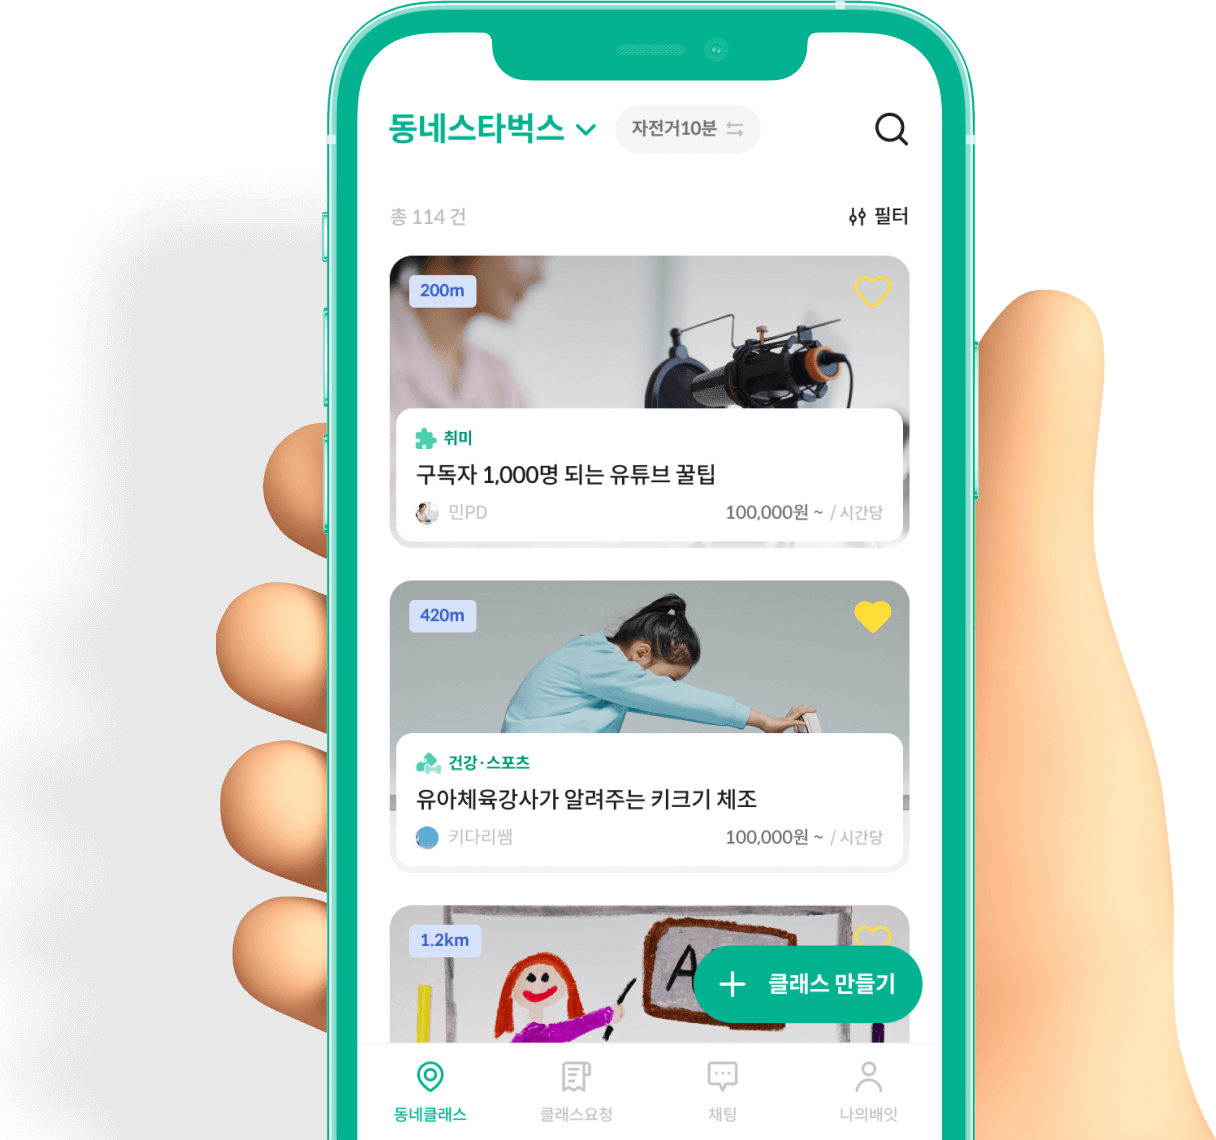 동네스타벅스
자전거10분
총 114 건
필터
200m
취미
구독자 1,000명 되는 유튜브 꿀팁
민PD
100,000원 ~ / 시간당
420m
건강·스포츠
유아체육강사가 알려주는 키크기 체조
키다리쌤
100,000원 ~ / 시간당
1.2km
A
클래스 만들기
동네클래스
클래스요청
채팅
나의배잇